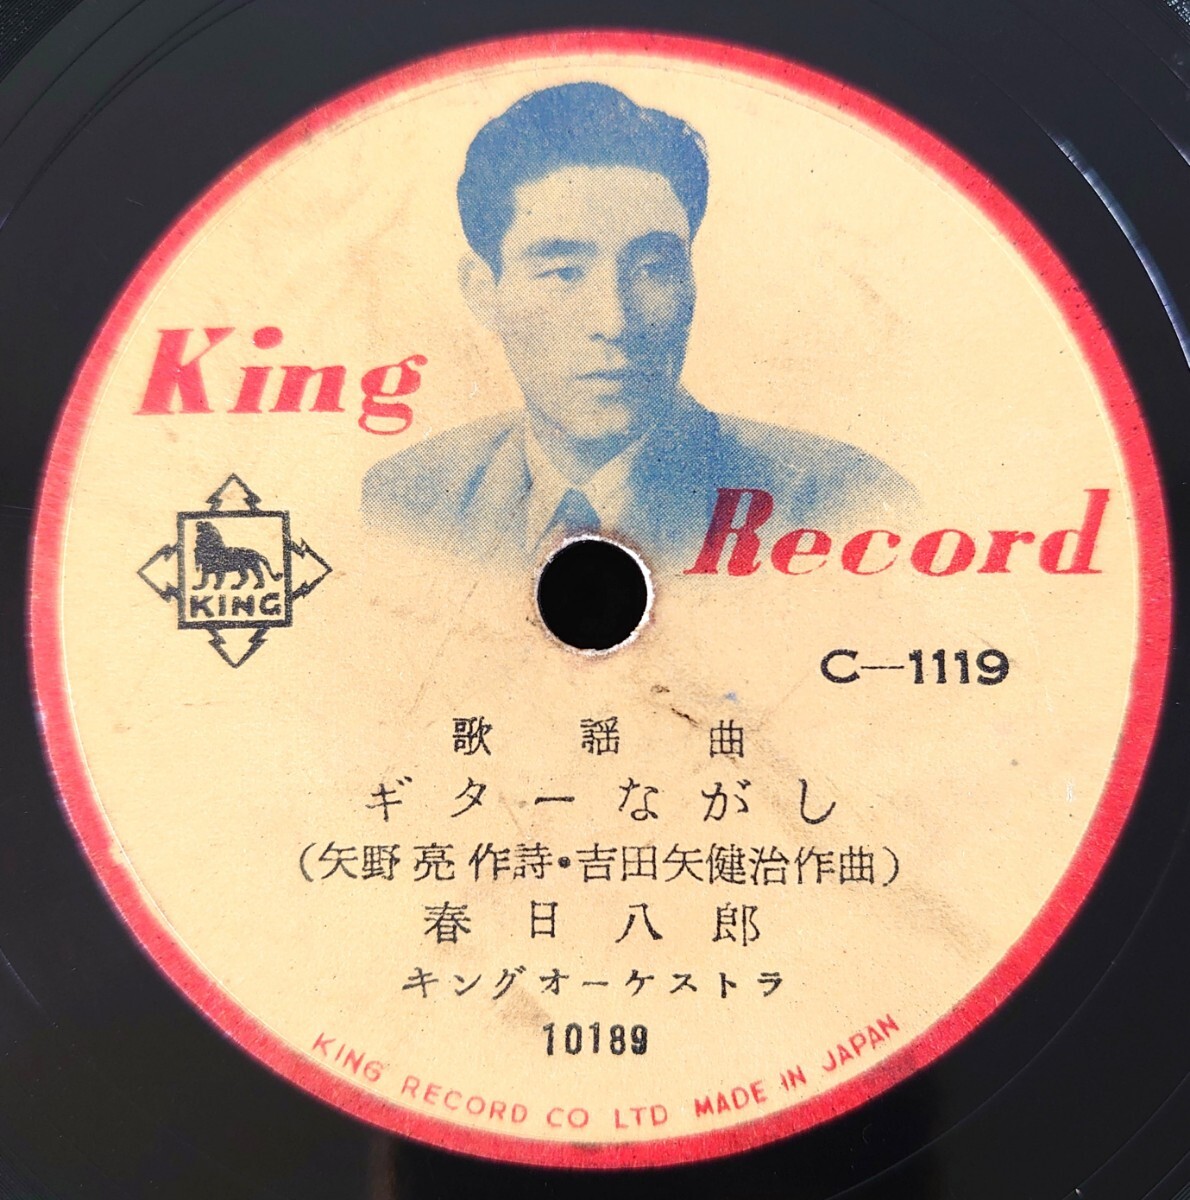 King
Record
KING
C—1119
歌謡曲
ギターながし
(矢野亮作詩・吉田矢健治作曲)
春日八郎
キングオーケストラ
10189
KING RECORD CO LTD MADE IN JAPAN